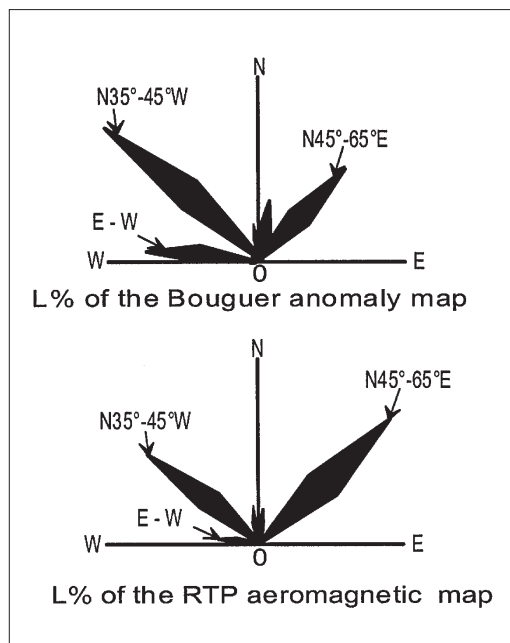 N
N35°-45°W
N45°-65°E
E - W
W
E
O
L% of the Bouguer anomaly map
N
N45°-65°E
N35°-45°W
E - W
W
E
O
L% of the RTP aeromagnetic map